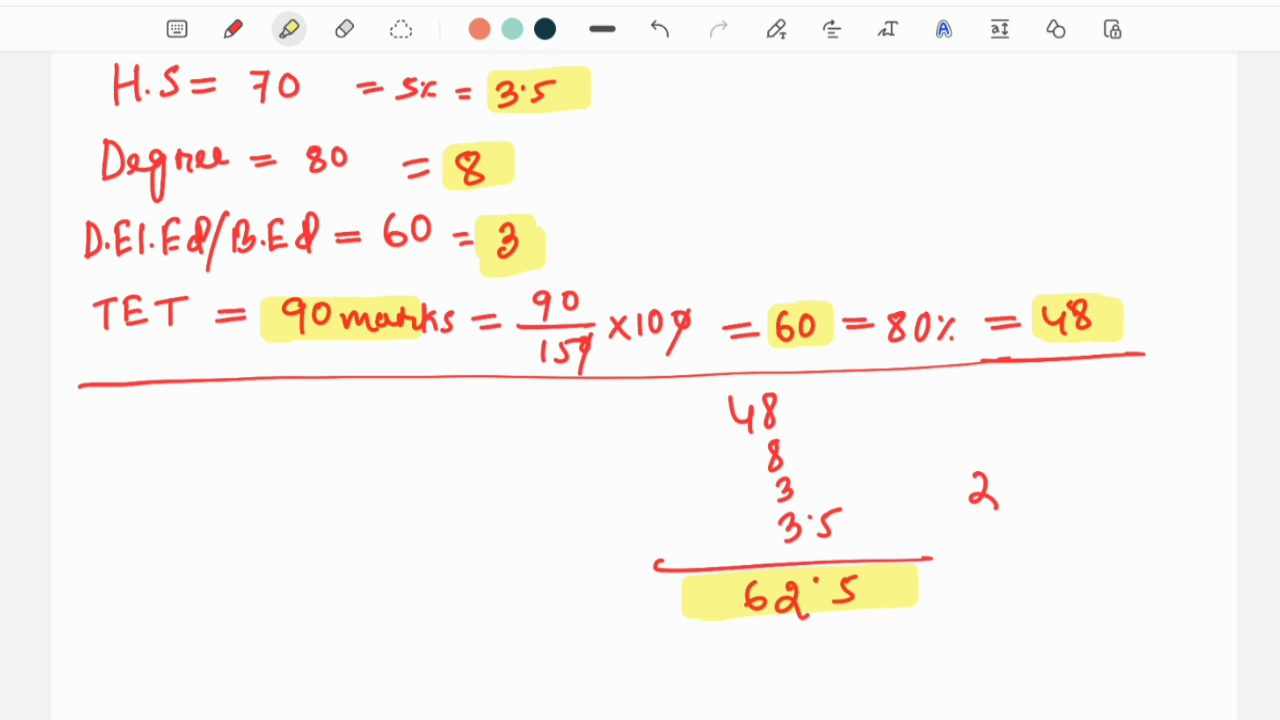 H.S = 70 = 5% = 3.5
Degree = 80 = 8
D.El.Ed/B.Ed = 60 = 3
TET = 90 marks = 90/150 x 100 = 60 = 80% = 48
48
8
3
3.5
2
62.5